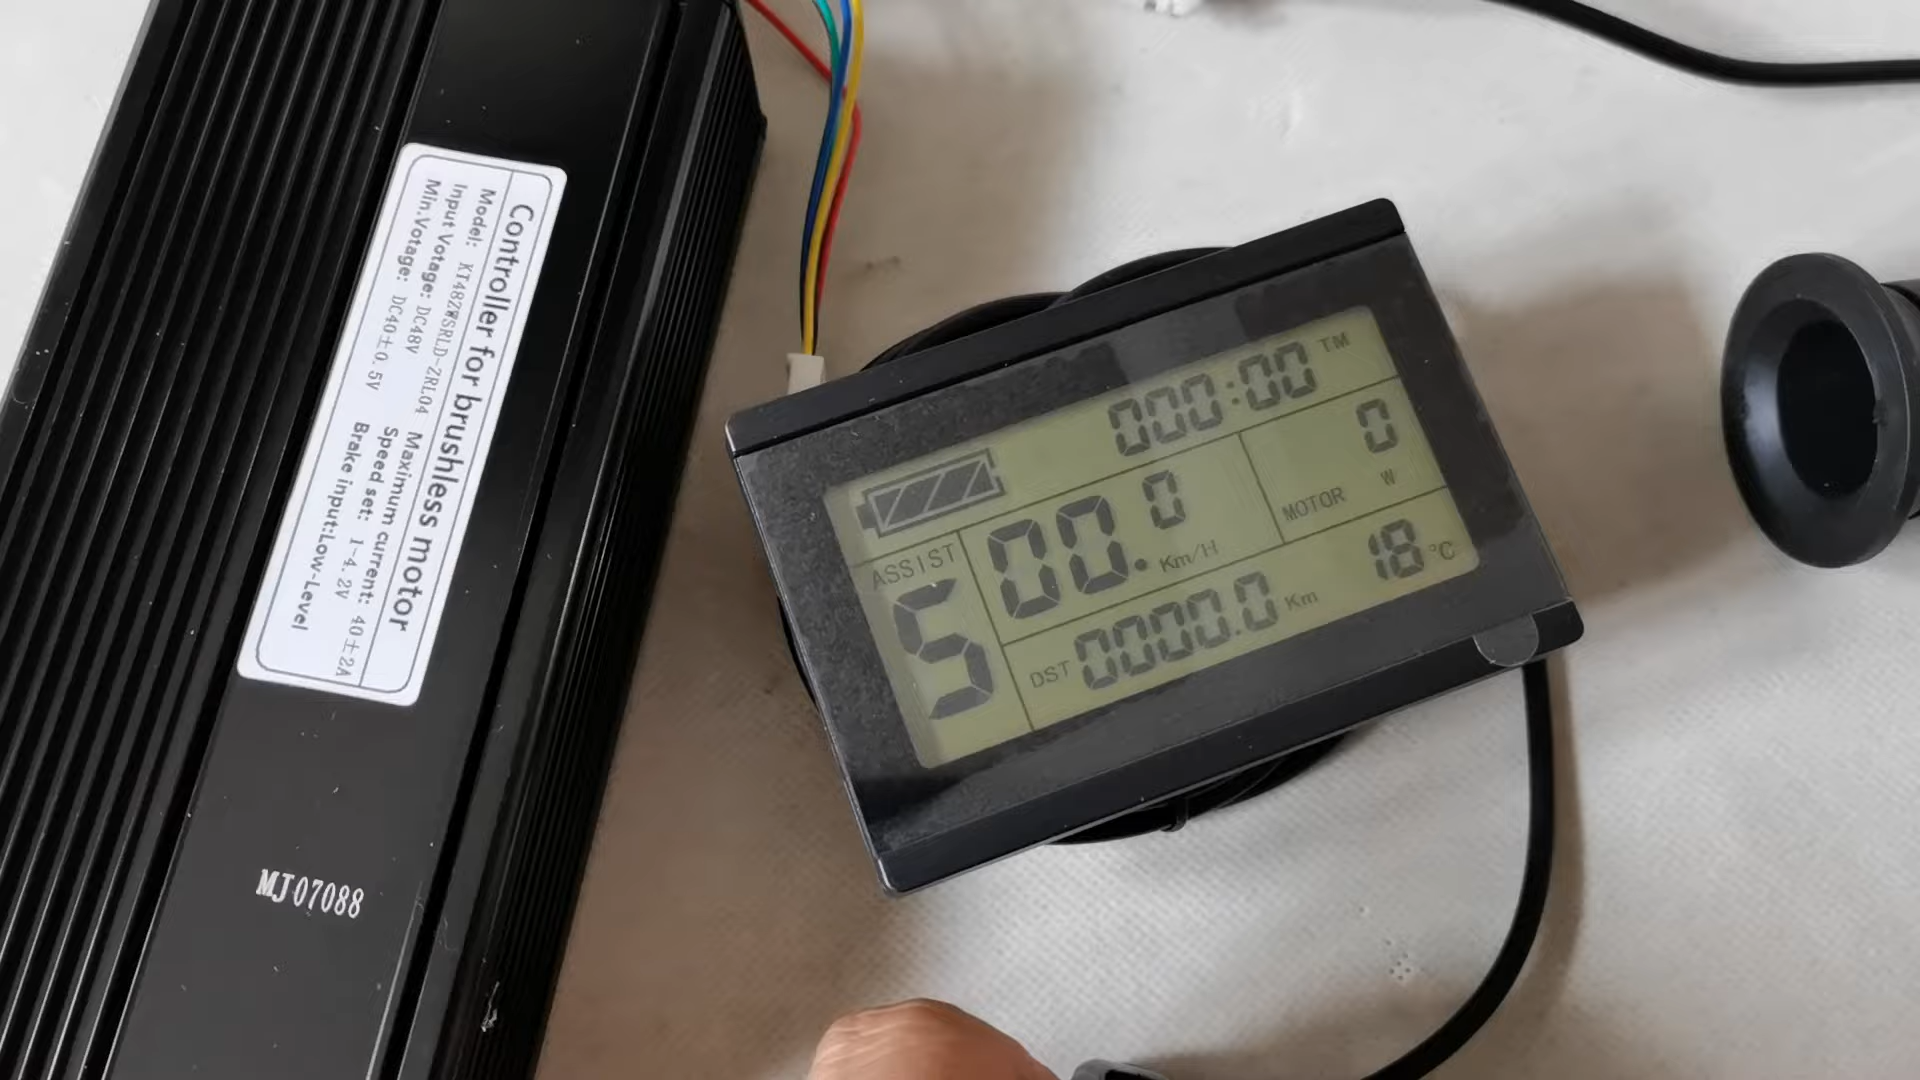 Controller for brushless motor
Model: KT48ZWSRLD-ZRL04 Maximum current: 40±2A
Input Votage: DC48V Speed set: 1-4.2V
Min.Votage: DC40±0.5V Brake input:Low-Level
MJ07088
000:00 TM
ASSIST
5
00.0 Km/H
0
MOTOR W
DST 0000.0 Km
18 °C